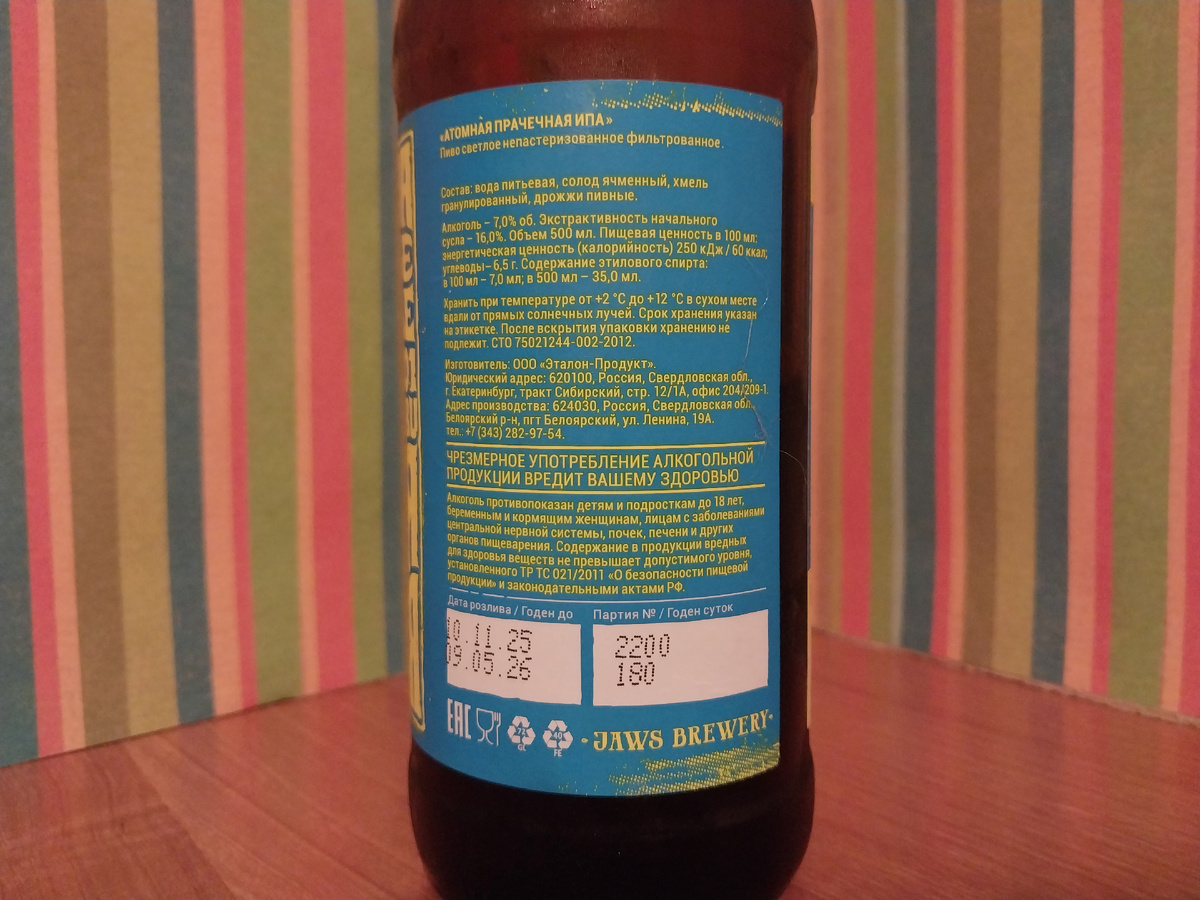 «АТОМНАЯ ПРАЧЕЧНАЯ ИПА»
Пиво светлое непастеризованное фильтрованное.
Состав: вода питьевая, солод ячменный, хмель
гранулированный, дрожжи пивные.
Алкоголь – 7,0% об. Экстрактивность начального
сусла – 16,0%. Объем 500 мл. Пищевая ценность в 100 мл:
энергетическая ценность (калорийность) 250 кДж / 60 ккал;
углеводы – 6,5 г. Содержание этилового спирта:
в 100 мл – 7,0 мл; в 500 мл – 35,0 мл.
Хранить при температуре от +2 °С до +12 °С в сухом месте
вдали от прямых солнечных лучей. Срок хранения указан
на этикетке. После вскрытия упаковки хранению не
подлежит. СТО 75021244-002-2012.
Изготовитель: ООО «Эталон-Продукт».
Юридический адрес: 620100, Россия, Свердловская обл.,
г. Екатеринбург, тракт Сибирский, стр. 12/1А, офис 204/209-1.
Адрес производства: 624030, Россия, Свердловская обл.,
Белоярский р-н, пгт Белоярский, ул. Ленина, 19А.
тел.: +7 (343) 282-97-54.
ЧРЕЗМЕРНОЕ УПОТРЕБЛЕНИЕ АЛКОГОЛЬНОЙ
ПРОДУКЦИИ ВРЕДИТ ВАШЕМУ ЗДОРОВЬЮ
Алкоголь противопоказан детям и подросткам до 18 лет,
беременным и кормящим женщинам, лицам с заболеваниями
центральной нервной системы, почек, печени и других
органов пищеварения. Содержание в продукции вредных
для здоровья веществ не превышает допустимого уровня,
установленного ТР ТС 021/2011 «О безопасности пищевой
продукции» и законодательными актами РФ.
Дата розлива / Годен до
10.11.25
09.05.26
Партия № / Годен суток
2200
180
EAC
GL
40
FE
· JAWS BREWERY ·